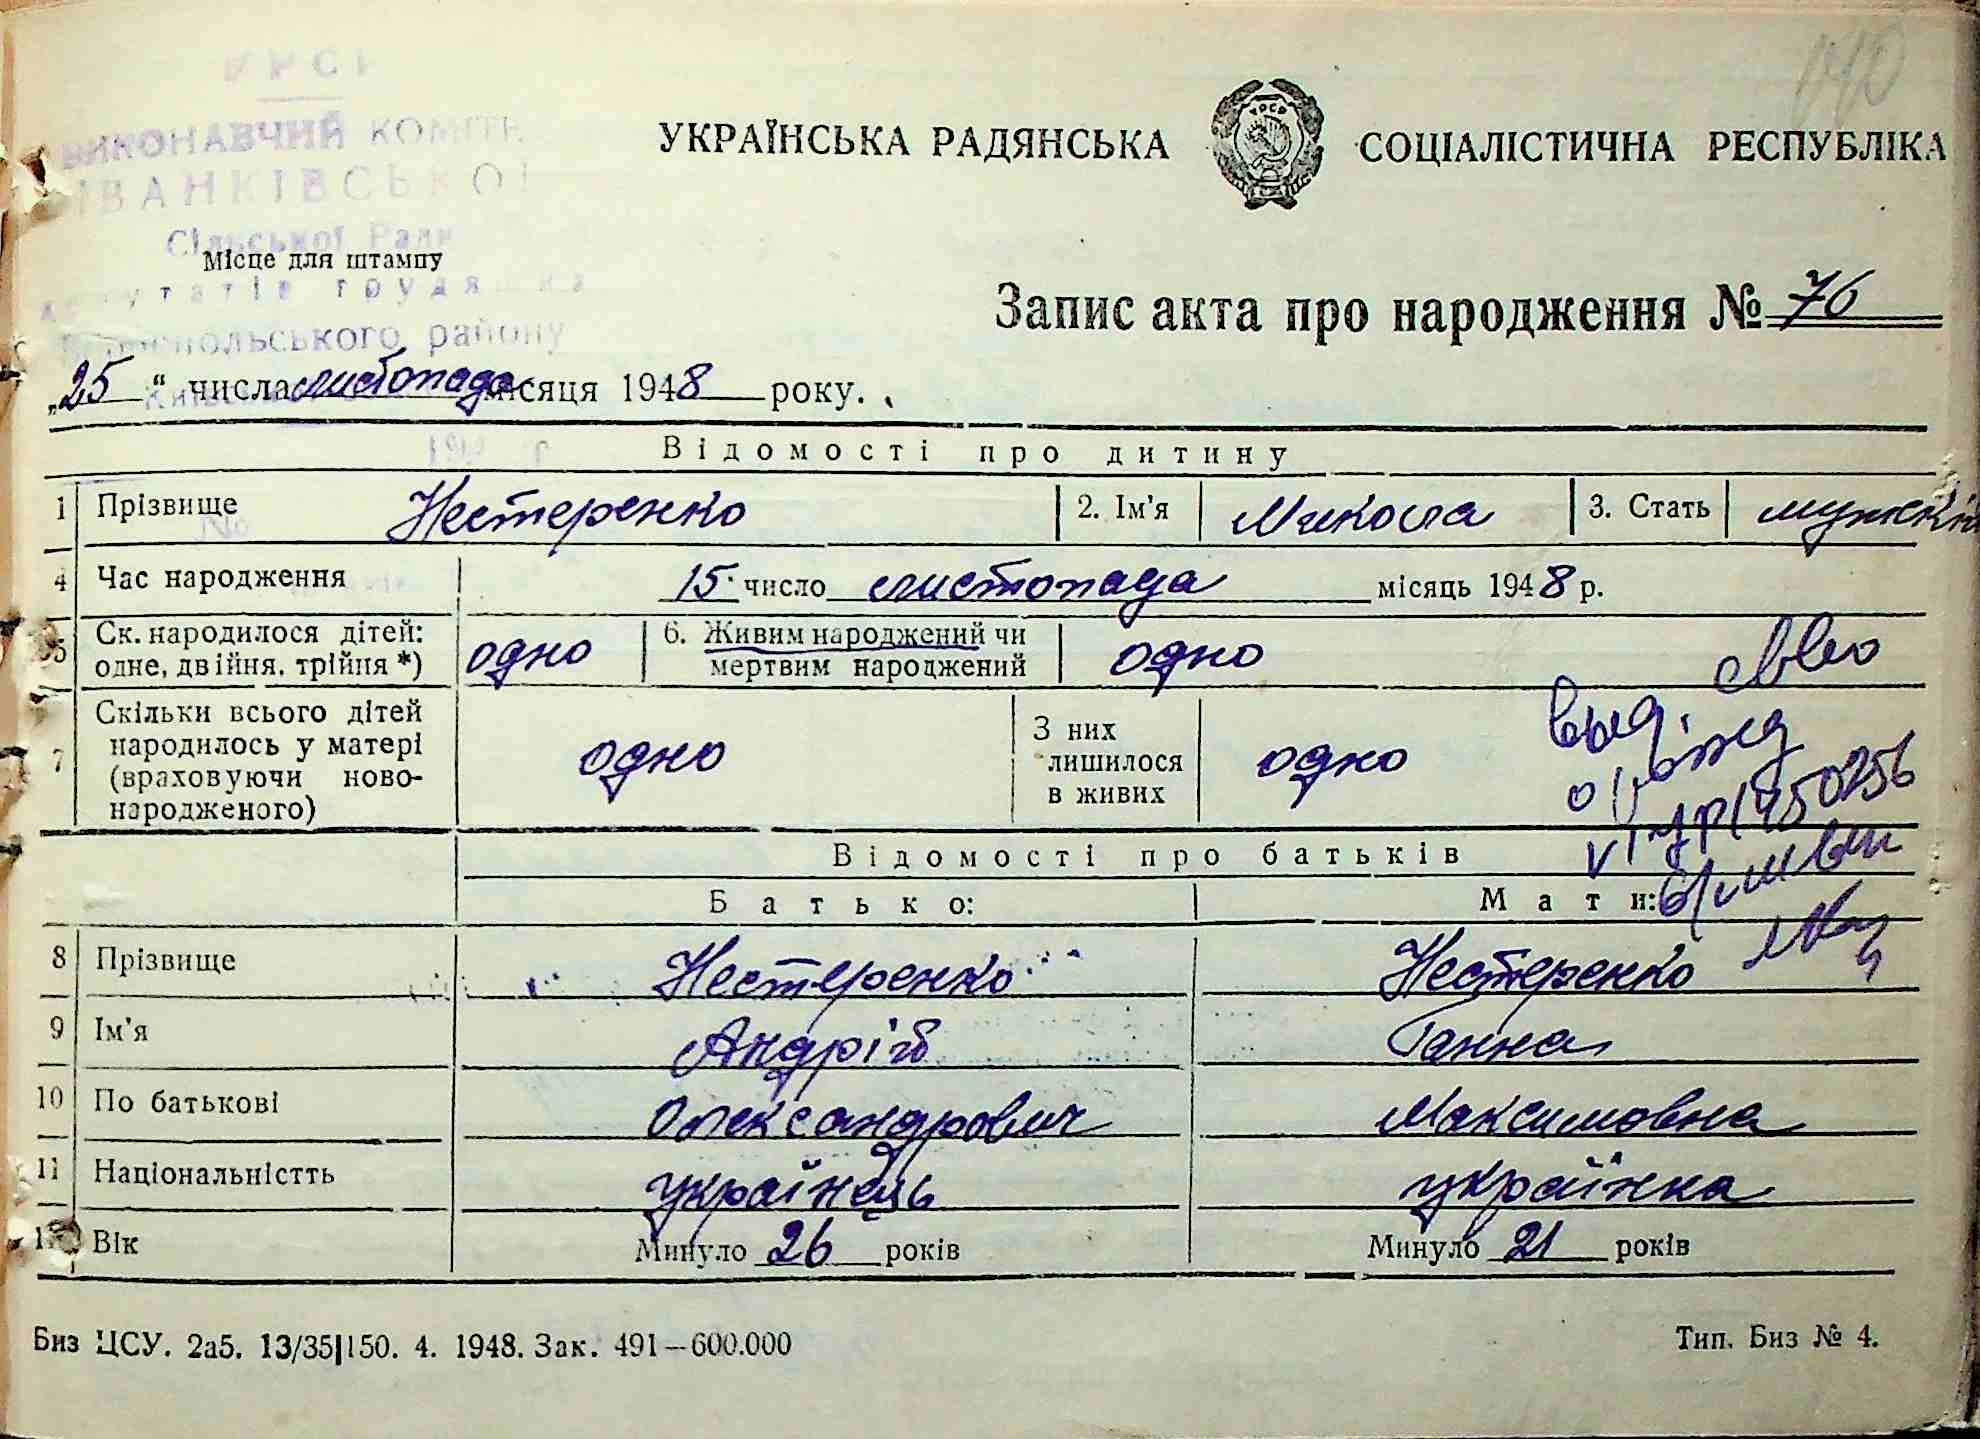 УРСР
ВИКОНАВЧИЙ КОМІТЕ
ІВАНКІВСЬКОЇ
Сільської Ради
Місце для штампу
депутатів трудящих
Бориспольського району
190
УКРАЇНСЬКА РАДЯНСЬКА СОЦІАЛІСТИЧНА РЕСПУБЛІКА
Запис акта про народження № 76
„25“ числа листопада місяця 1948 року.
Відомості про дитину
1 Прізвище Нестеренко 2. Ім'я Микола 3. Стать мужскій
4 Час народження 15 число листопада місяць 1948 р.
5 Ск. народилося дітей: одно 6. Живим народжений чи одно
одне, двійня, трійня *) мертвим народжений
7 Скільки всього дітей
народилось у матері одно З них лишилося в живих одно
(враховуючи ново-
народженого)
Відомості про батьків
Батько: Мати:
8 Прізвище Нестеренко Нестеренко
9 Ім'я Андрій Ганна
10 По батькові Олександрович Максимовна
11 Національністть українець українка
12 Вік Минуло 26 років Минуло 21 років
Биз ЦСУ. 2а5. 13/35|150. 4. 1948. Зак. 491—600.000 Тип. Биз № 4.